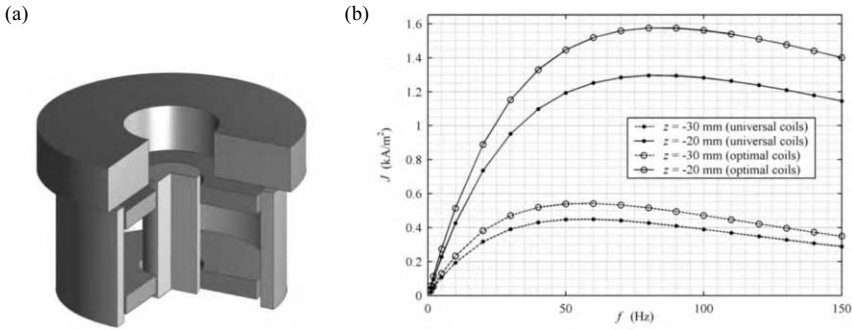 (a)
(b)
1.6
1.4
1.2
1
0.8
0.6
0.4
0.2
0
J (kA/m²)
z = -30 mm (universal coils)
z = -20 mm (universal coils)
z = -30 mm (optimal coils)
z = -20 mm (optimal coils)
50 100 150
f (Hz)